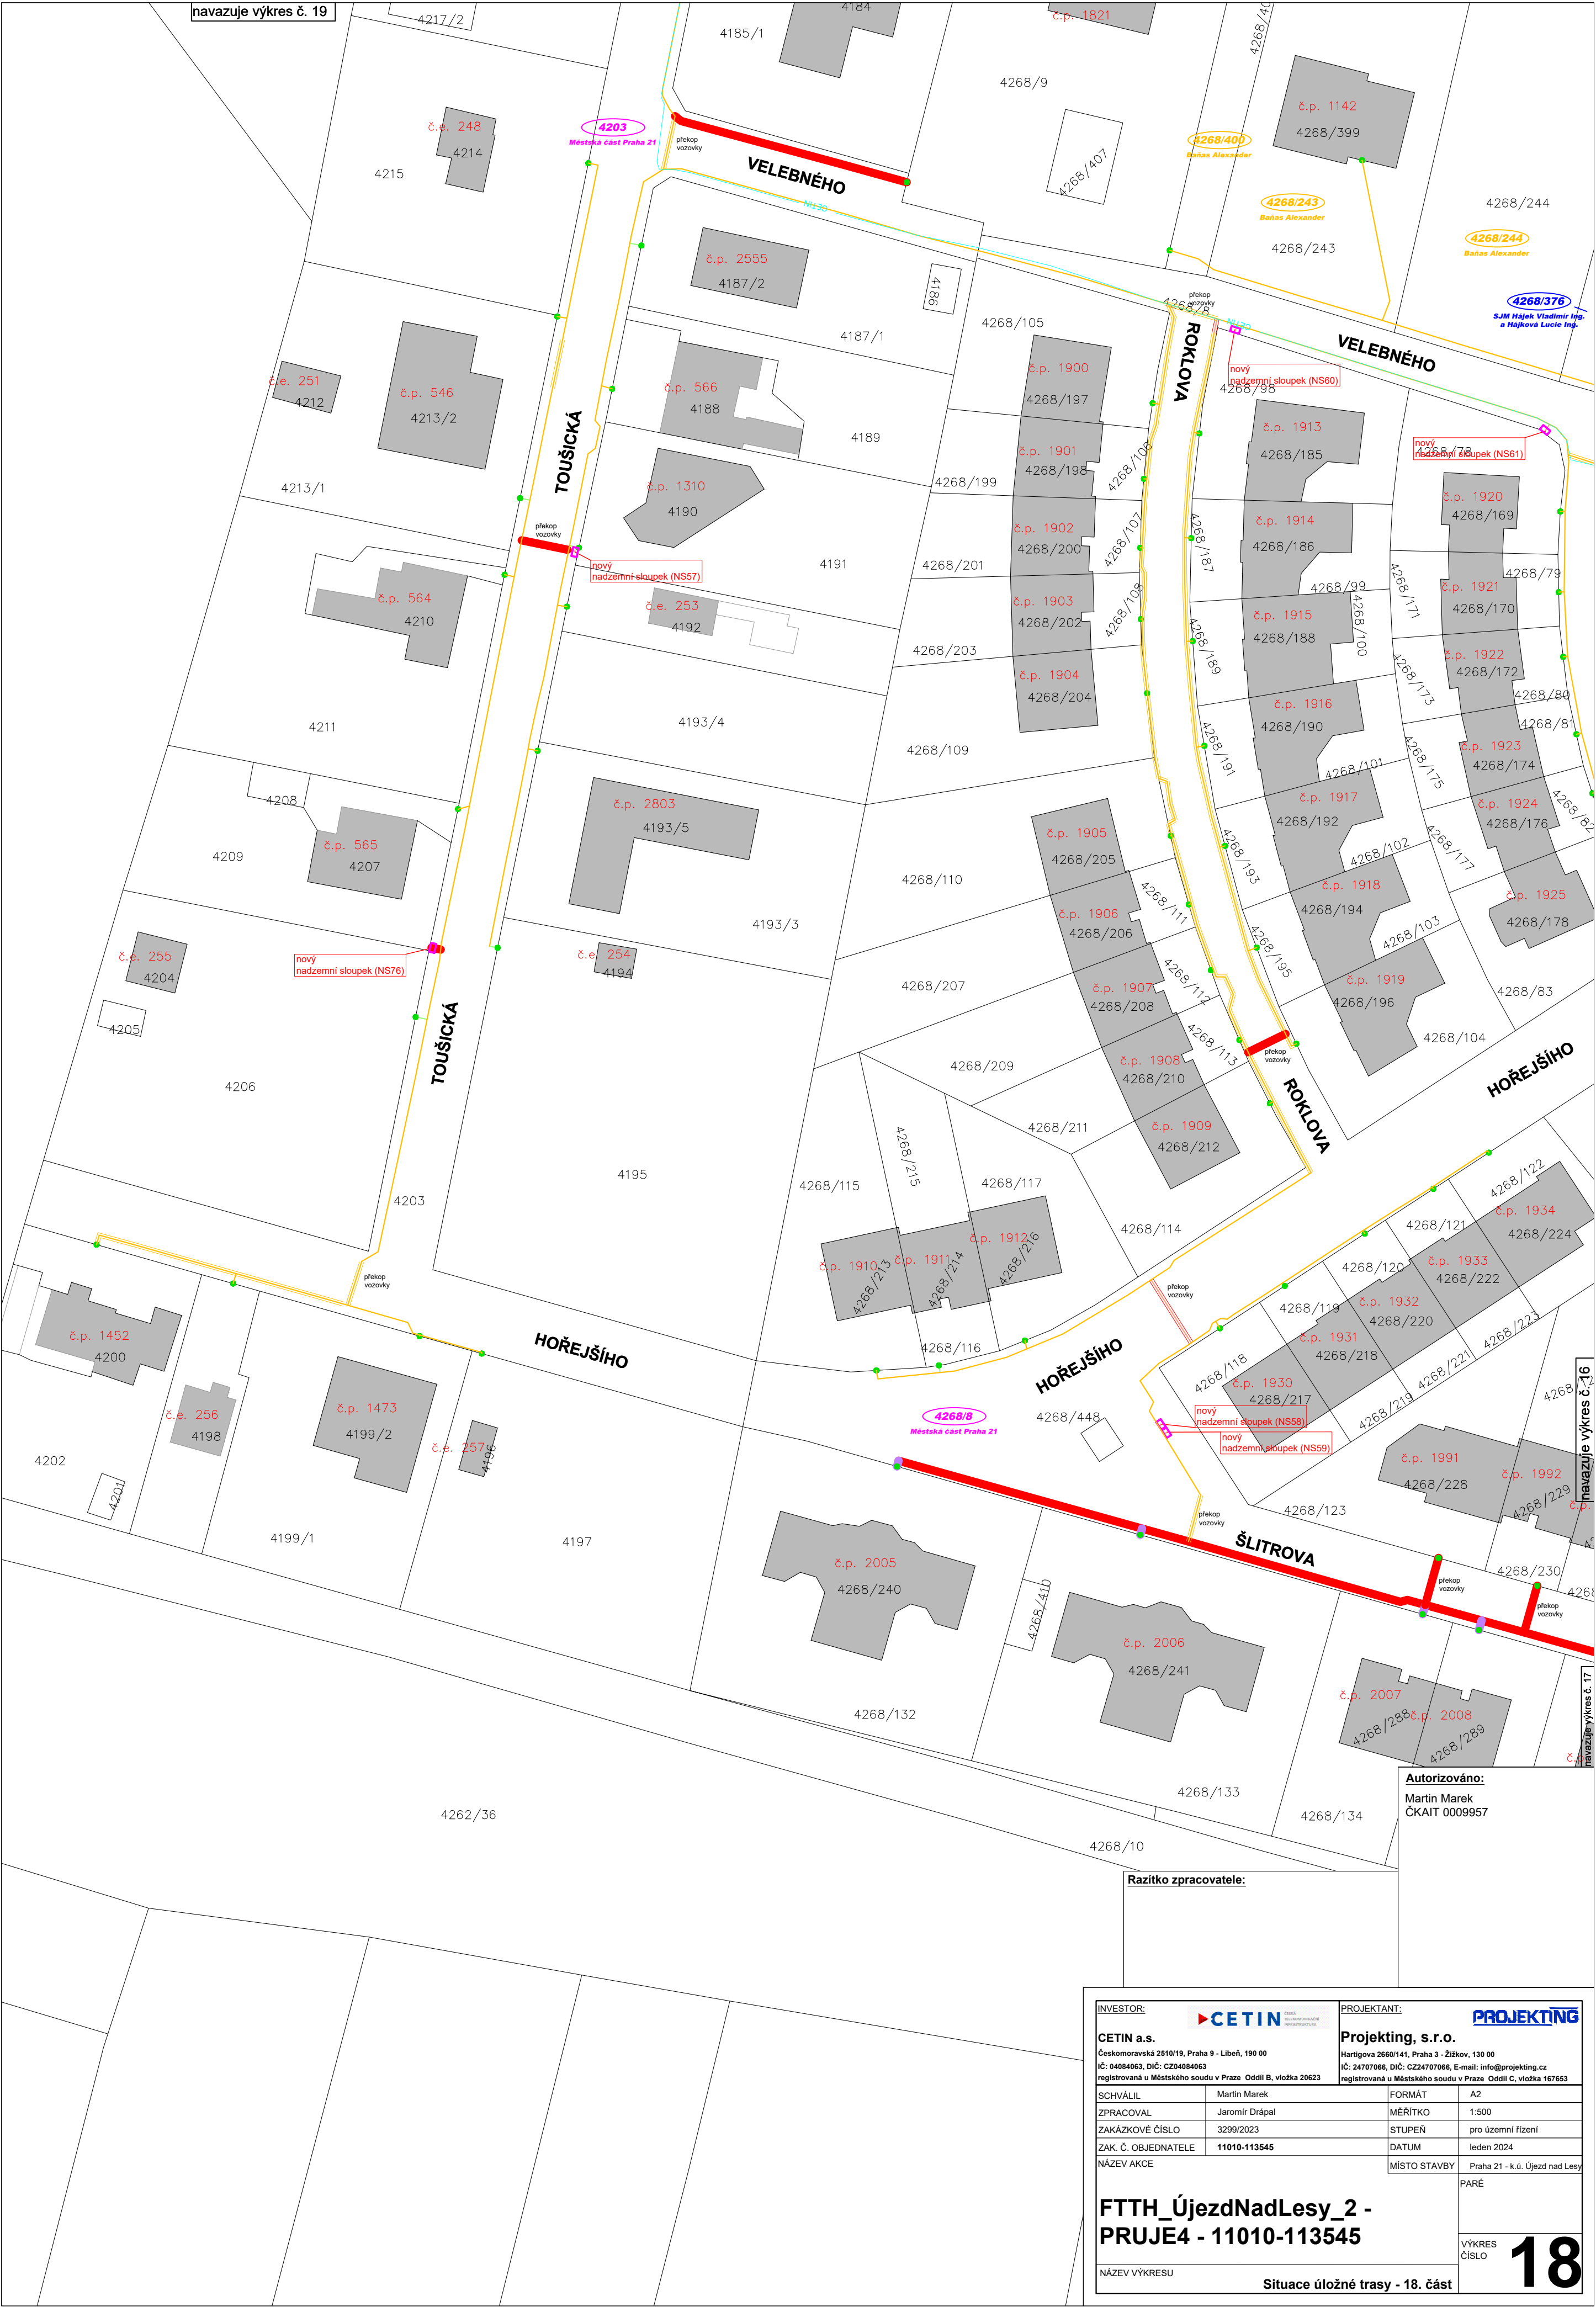 navazuje výkres č. 19
4217/2
4184
4185/1
č.p. 1821
4268/9
č.p. 1142
4268/399
4268/400
Baňas Alexander
č.e. 248
4214
4215
4203
Městská část Praha 21
překop
vozovky
VELEBNÉHO
CETIN
4268/407
4268/243
Baňas Alexander
4268/243
4268/244
4268/244
Baňas Alexander
4268/376
SJM Hájek Vladimír Ing.
a Hájková Lucie Ing.
č.p. 2555
4187/2
4186
4187/1
4268/105
překop
vozovky
4268/8
CETIN
ROKLOVA
VELEBNÉHO
nový
nadzemní sloupek (NS60)
4268/98
č.e. 251
4212
č.p. 546
4213/2
č.p. 566
4188
4189
č.p. 1900
4268/197
č.p. 1901
4268/198
4268/106
č.p. 1913
4268/185
nový
nadzemní sloupek (NS61)
4268/78
4213/1
TOUŠICKÁ
č.p. 1310
4190
4268/199
č.p. 1902
4268/200
4268/107
4268/187
č.p. 1914
4268/186
č.p. 1920
4268/169
překop
vozovky
nový
nadzemní sloupek (NS57)
4191
4268/201
4268/99
4268/171
4268/79
č.p. 564
4210
č.e. 253
4192
č.p. 1903
4268/202
4268/108
č.p. 1915
4268/188
4268/100
č.p. 1921
4268/170
4268/203
4268/189
č.p. 1904
4268/204
č.p. 1922
4268/172
4268/173
4268/80
4211
4193/4
4268/109
č.p. 1916
4268/190
4268/191
4268/81
č.p. 1923
4268/174
4268/175
4268/101
4208
č.p. 2803
4193/5
č.p. 1917
4268/192
č.p. 1924
4268/176
4268/82
4209
č.p. 565
4207
č.p. 1905
4268/205
4268/193
4268/102
4268/177
4268/110
4268/111
č.p. 1918
4268/194
č.p. 1925
4268/178
4193/3
č.p. 1906
4268/206
4268/195
4268/103
č.e. 255
4204
nový
nadzemní sloupek (NS76)
č.e. 254
4194
4268/207
č.p. 1907
4268/208
4268/112
č.p. 1919
4268/196
4268/83
4205
TOUŠICKÁ
4268/113
překop
vozovky
4268/104
HOŘEJŠÍHO
4206
4268/209
č.p. 1908
4268/210
ROKLOVA
4268/215
4268/211
č.p. 1909
4268/212
4203
4195
4268/115
4268/117
4268/114
4268/122
č.p. 1934
4268/224
4268/121
č.p. 1910
4268/213
č.p. 1911
4268/214
č.p. 1912
4268/216
4268/120
č.p. 1933
4268/222
překop
vozovky
překop
vozovky
4268/119
č.p. 1932
4268/220
č.p. 1452
4200
HOŘEJŠÍHO
4268/116
HOŘEJŠÍHO
č.p. 1931
4268/218
4268/223
4268/118
4268/221
č.p. 1930
4268/217
4268/219
č.e. 256
4198
č.p. 1473
4199/2
č.e. 257
4196
4268/8
Městská část Praha 21
4268/448
nový
nadzemní sloupek (NS58)
nový
nadzemní sloupek (NS59)
navazuje výkres č. 16
4202
4201
č.p. 1991
4268/228
č.p. 1992
4268/229
4199/1
4197
překop
vozovky
4268/123
ŠLITROVA
č.p. 2005
4268/240
4268/230
překop
vozovky
překop
vozovky
4268/410
č.p. 2006
4268/241
č.p. 2007
4268/288
č.p. 2008
4268/289
navazuje výkres č. 17
4268/132
4268/133
4268/134
4262/36
4268/10
Autorizováno:
Martin Marek
ČKAIT 0009957
Razítko zpracovatele:
INVESTOR:
CETIN
CETIN a.s.
Českomoravská 2510/19, Praha 9 - Libeň, 190 00
IČ: 04084063, DIČ: CZ04084063
registrovaná u Městského soudu v Praze Oddíl B, vložka 20623
PROJEKTANT:
PROJEKTING
Projekting, s.r.o.
Hartigova 2660/141, Praha 3 - Žižkov, 130 00
IČ: 24707066, DIČ: CZ24707066, E-mail: info@projekting.cz
registrovaná u Městského soudu v Praze Oddíl C, vložka 167653
SCHVÁLIL Martin Marek FORMÁT A2
ZPRACOVAL Jaromír Drápal MĚŘÍTKO 1:500
ZAKÁZKOVÉ ČÍSLO 3299/2023 STUPEŇ pro územní řízení
ZAK. Č. OBJEDNATELE 11010-113545 DATUM leden 2024
NÁZEV AKCE MÍSTO STAVBY Praha 21 - k.ú. Újezd nad Lesy
PARÉ
FTTH_ÚjezdNadLesy_2 -
PRUJE4 - 11010-113545
VÝKRES
ČÍSLO 18
NÁZEV VÝKRESU
Situace úložné trasy - 18. část